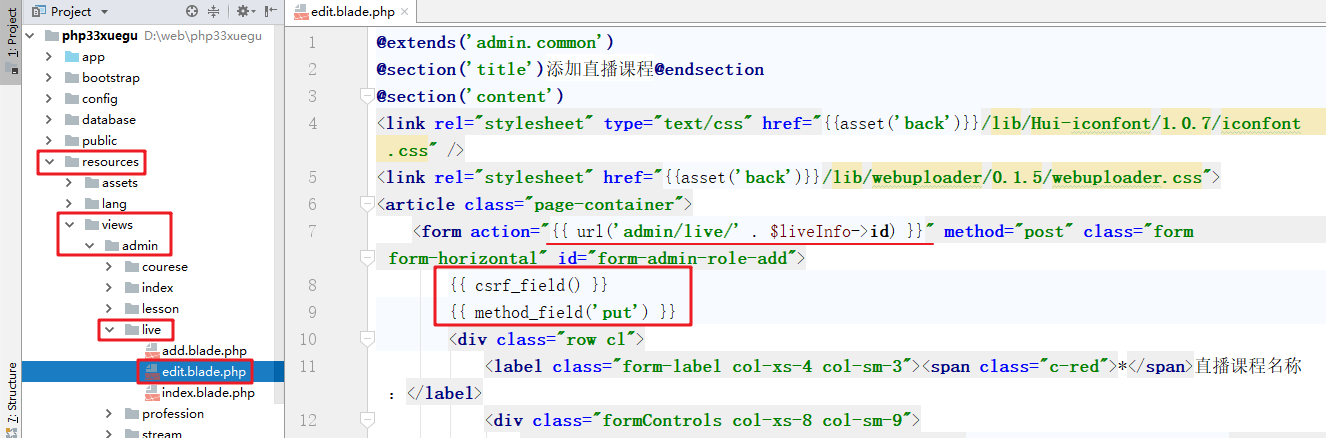 1: Project
Project
edit.blade.php
php33xuegu D:\web\php33xuegu
app
bootstrap
config
database
public
resources
assets
lang
views
admin
courese
index
lesson
live
add.blade.php
edit.blade.php
index.blade.php
profession
stream
7: Structure
1 @extends('admin.common')
2 @section('title')添加直播课程@endsection
3 @section('content')
4 <link rel="stylesheet" type="text/css" href="{{asset('back')}}/lib/Hui-iconfont/1.0.7/iconfont
.css" />
5 <link rel="stylesheet" href="{{asset('back')}}/lib/webuploader/0.1.5/webuploader.css">
6 <article class="page-container">
7 <form action="{{ url('admin/live/' . $liveInfo->id) }}" method="post" class="form
form-horizontal" id="form-admin-role-add">
8 {{ csrf_field() }}
9 {{ method_field('put') }}
10 <div class="row cl">
11 <label class="form-label col-xs-4 col-sm-3"><span class="c-red">*</span>直播课程名称
：</label>
12 <div class="formControls col-xs-8 col-sm-9">